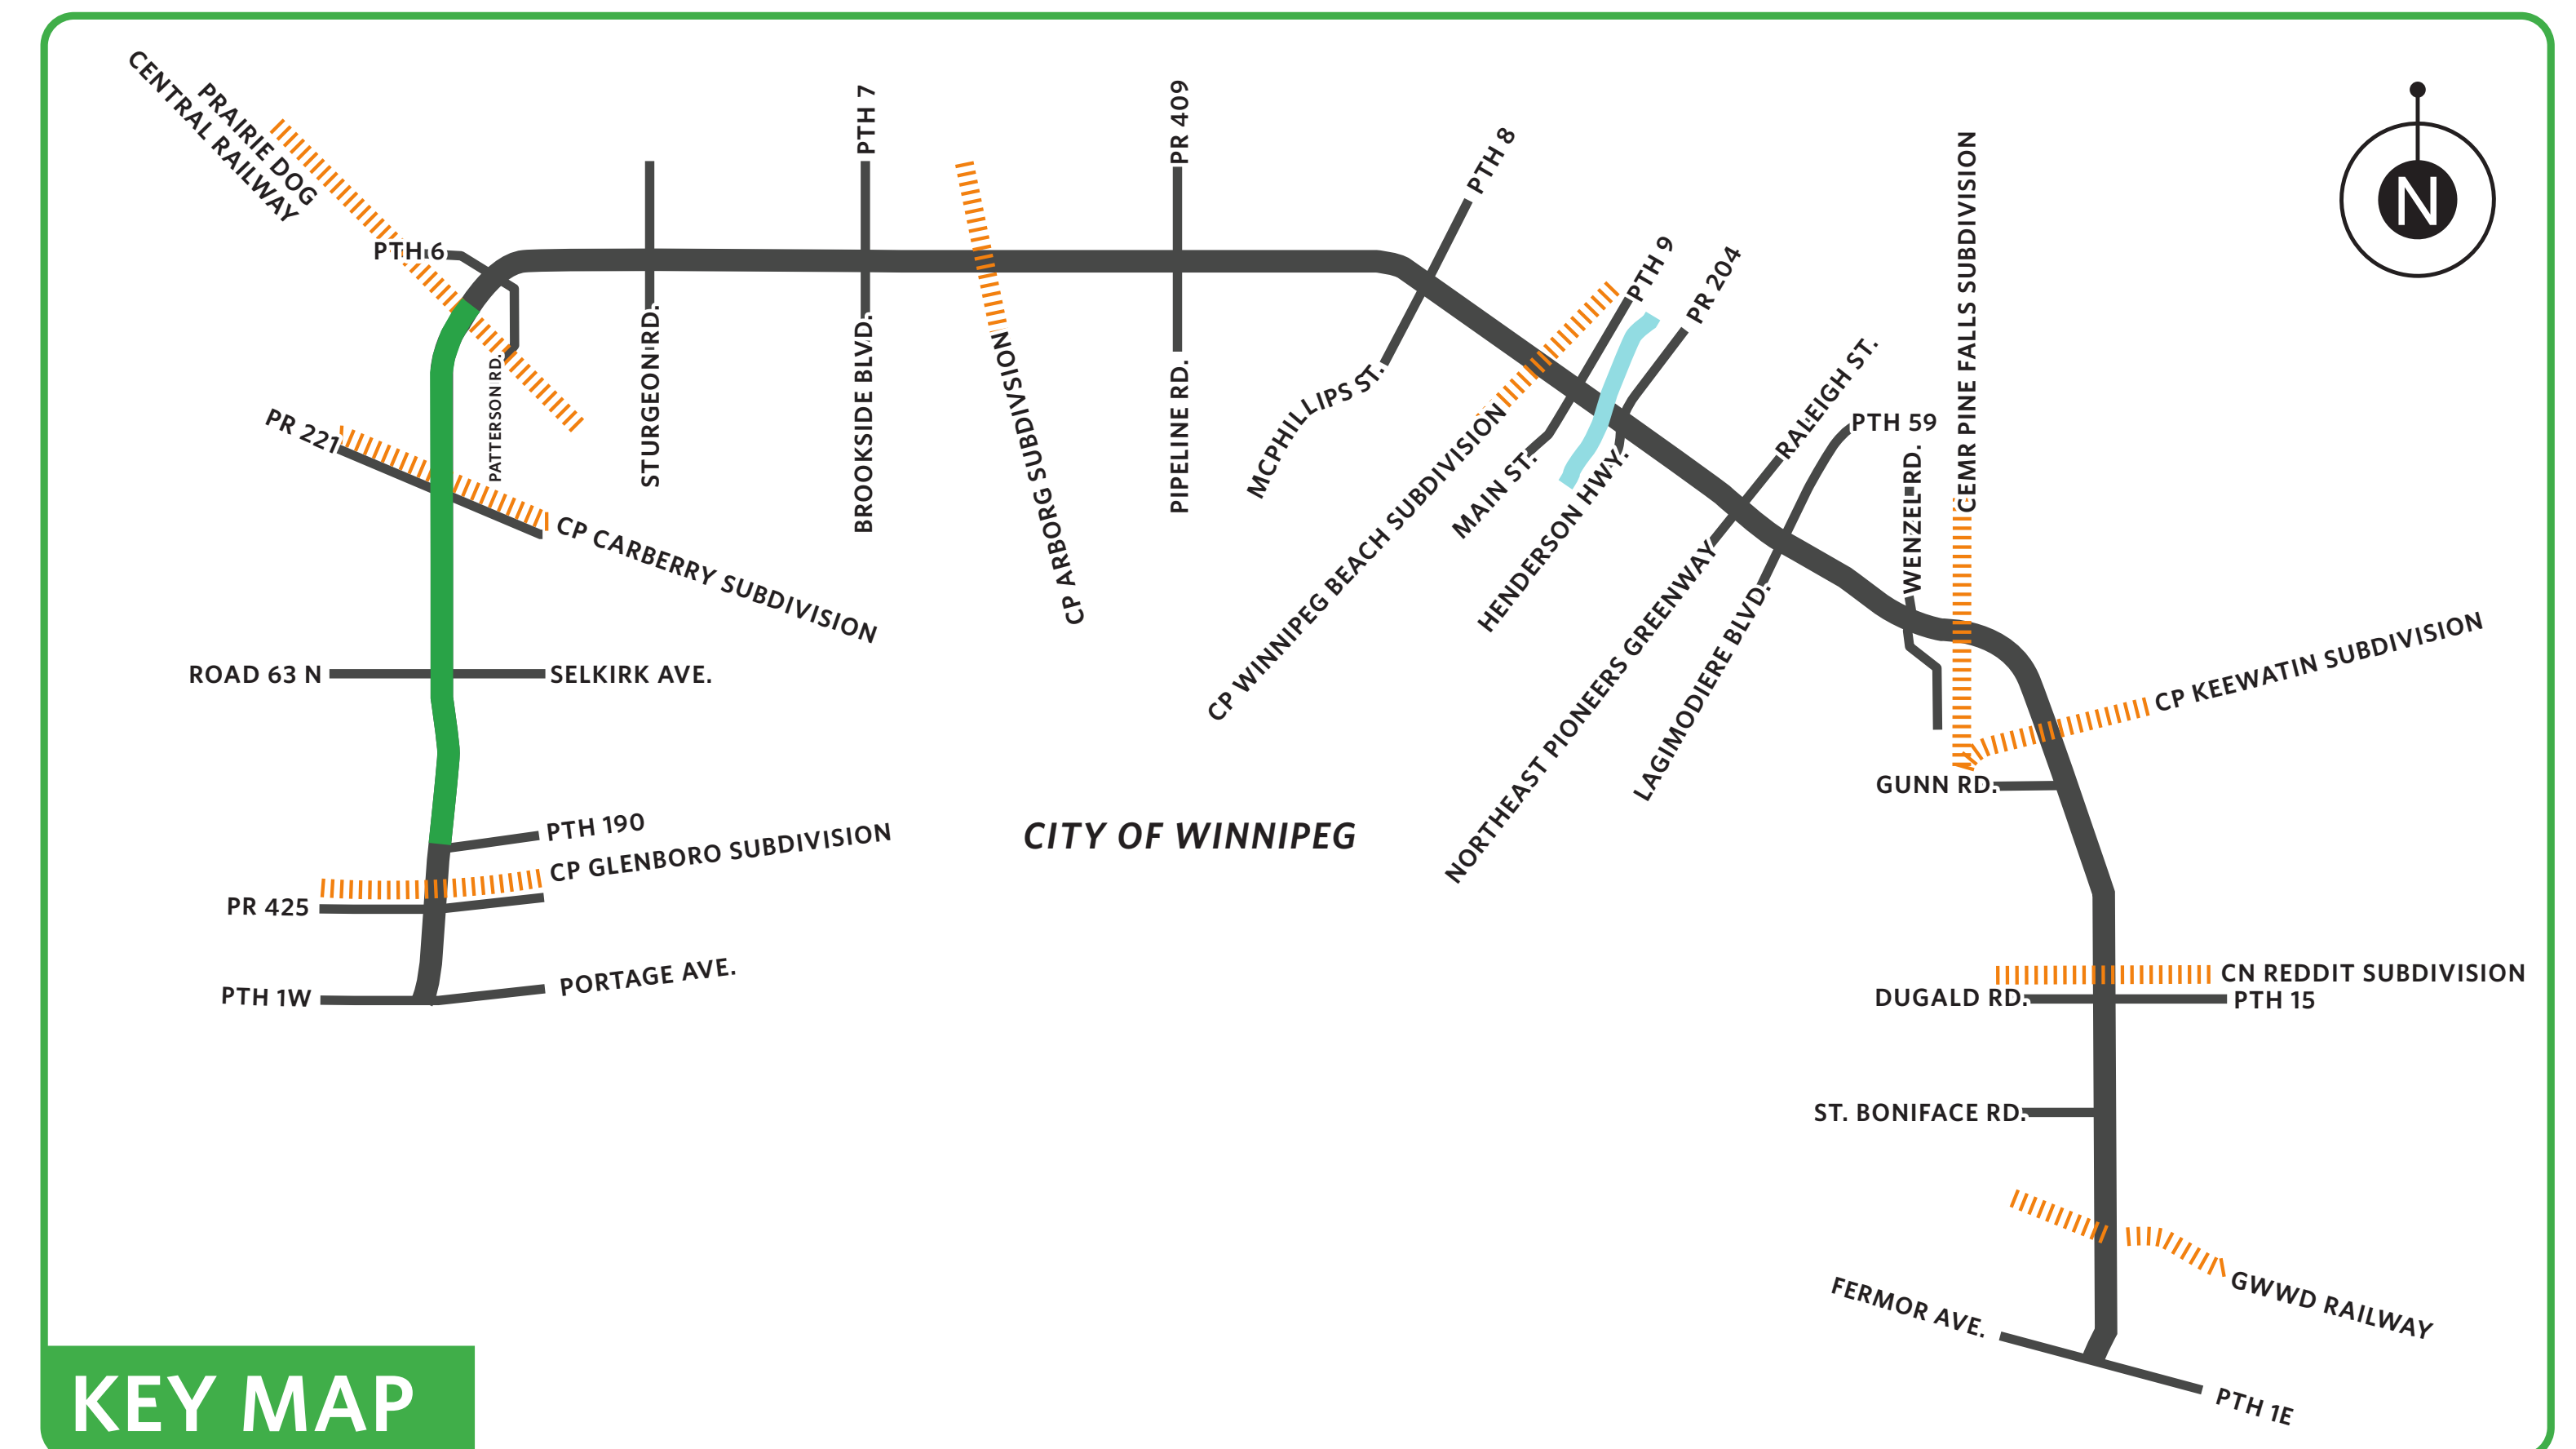 CENTRAL RAILWAY
PRAIRIE DOG
PTH 6
PATTERSON RD.
STURGEON RD.
PTH 7
BROOKSIDE BLVD.
CP ARBORG SUBDIVISION
PR 409
PIPELINE RD.
PTH 8
MCPHILLIPS ST.
CP WINNIPEG BEACH SUBDIVISION
PTH 9
MAIN ST.
PR 204
HENDERSON HWY.
RALEIGH ST.
NORTHEAST PIONEERS GREENWAY
PTH 59
LAGIMODIERE BLVD.
WENZEL RD.
CEMR PINE FALLS SUBDIVISION
N
PR 221
CP CARBERRY SUBDIVISION
ROAD 63 N
SELKIRK AVE.
CP KEEWATIN SUBDIVISION
GUNN RD.
PTH 190
CP GLENBORO SUBDIVISION
CITY OF WINNIPEG
PR 425
PTH 1W
PORTAGE AVE.
CN REDDIT SUBDIVISION
DUGALD RD.
PTH 15
ST. BONIFACE RD.
GWWD RAILWAY
FERMOR AVE.
PTH 1E
KEY MAP